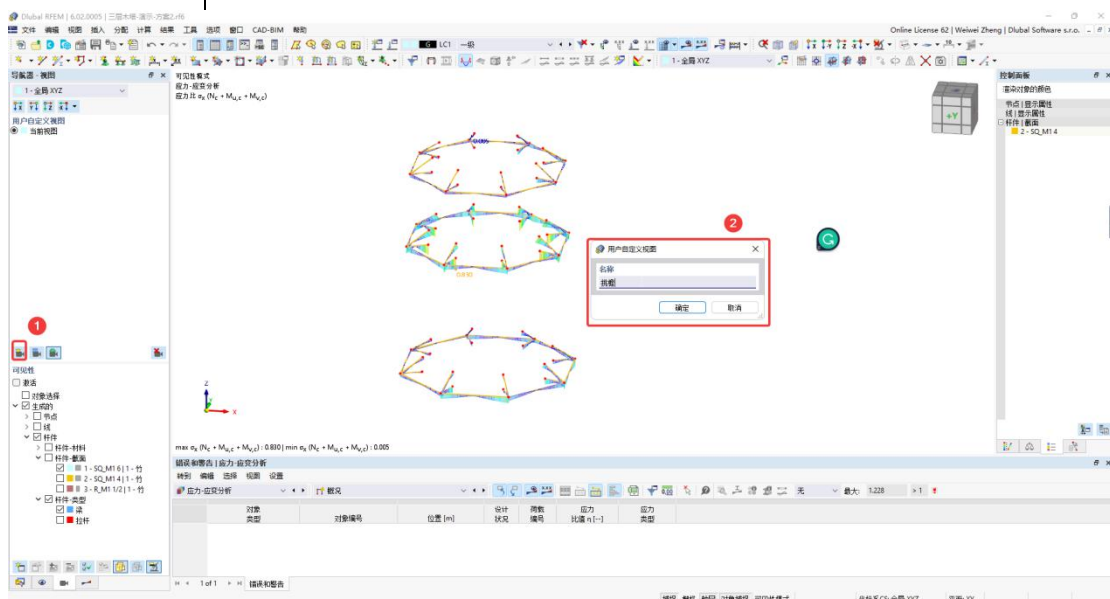 Dlubal RFEM | 6.02.0005 | 三层木塔-演示-方案2.rf6
文件 编辑 视图 插入 分配 计算 结果 工具 选项 窗口 CAD-BIM 帮助
Online License 62 | Weiwei Zheng | Dlubal Software s.r.o.
G LC1 一级
1 - 全局 XYZ
导航器 - 视图
1 - 全局 XYZ
用户自定义视图
当前视图
1
可见性
激活
对象选择
生成的
节点
线
杆件
杆件-材料
杆件-截面
1 - SQ_M1 6 | 1 - 竹
2 - SQ_M1 4 | 1 - 竹
3 - R_M1 1/2 | 1 - 竹
杆件-类型
梁
拉杆
可见性模式
应力-应变分析
应力比 σx (Nc + Mu,c + Mv,c)
0.005
0.830
+Y
2
用户自定义视图
名称
挑檐
确定 取消
G
Z
X
max σx (Nc + Mu,c + Mv,c) : 0.830 | min σx (Nc + Mu,c + Mv,c) : 0.005
错误和警告 | 应力-应变分析
转到 编辑 选择 视图 设置
应力-应变分析 概况 无 最大: 1.228 > 1
对象 设计 荷载 应力 应力
类型 对象编号 位置 [m] 状况 编号 比值 η [--] 类型
1 of 1 错误和警告
控制面板
渲染对象的颜色
节点 | 显示属性
线 | 显示属性
杆件 | 截面
2 - SQ_M1 4